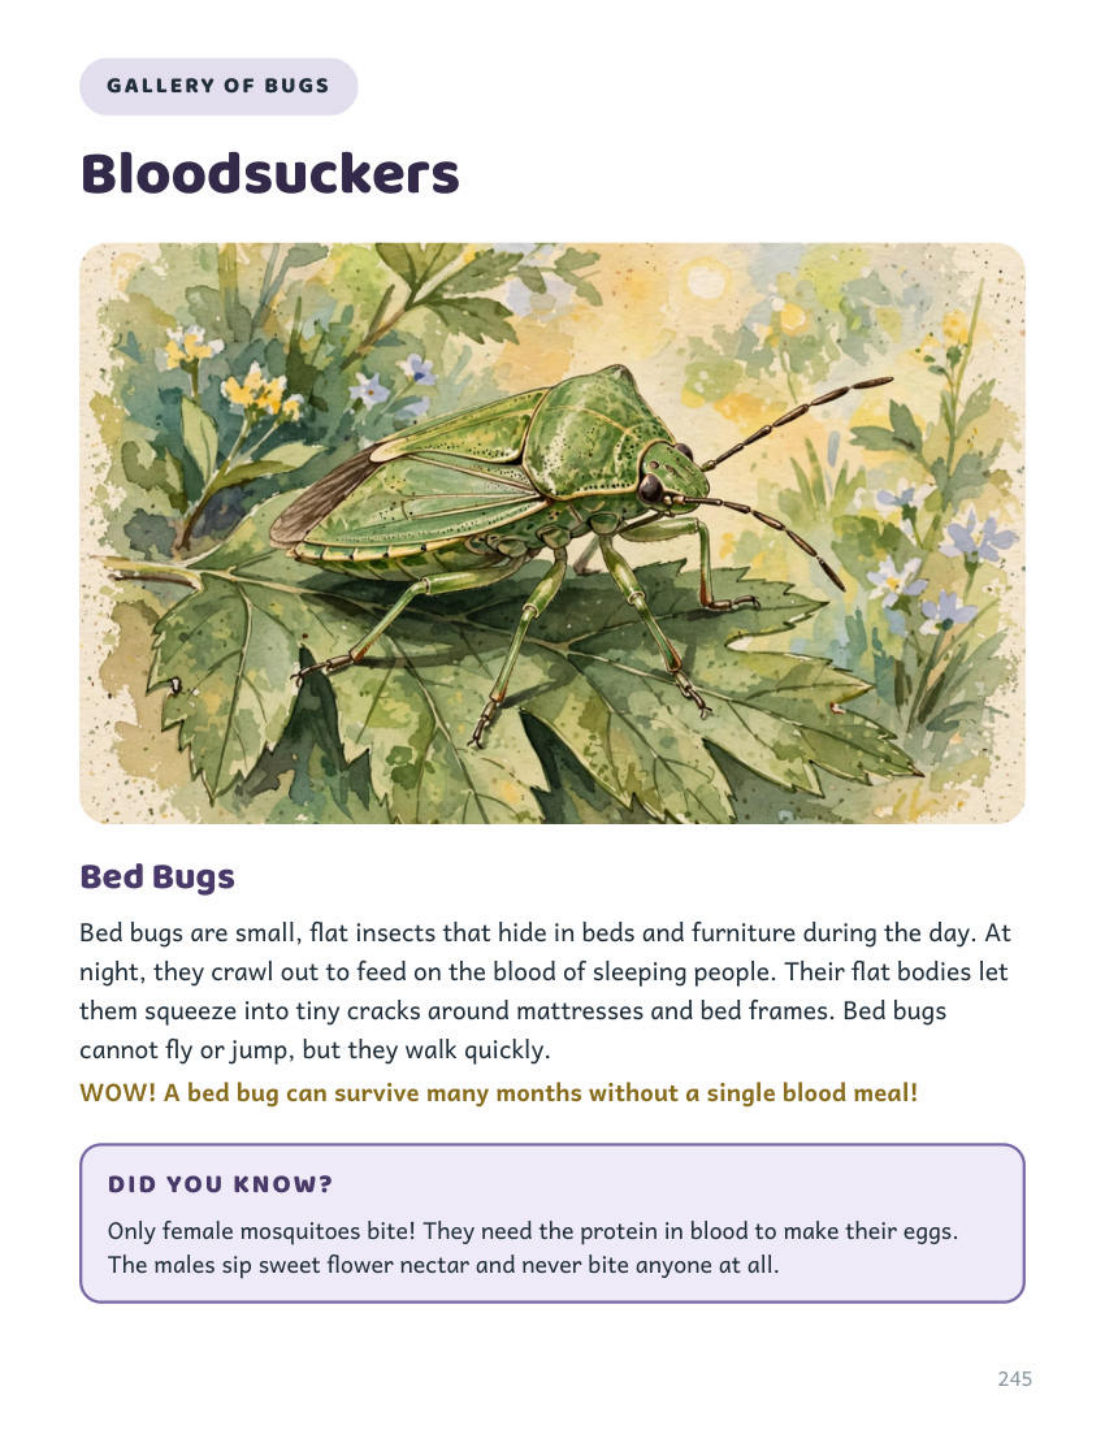 GALLERY OF BUGS
Bloodsuckers
Bed Bugs
Bed bugs are small, flat insects that hide in beds and furniture during the day. At
night, they crawl out to feed on the blood of sleeping people. Their flat bodies let
them squeeze into tiny cracks around mattresses and bed frames. Bed bugs
cannot fly or jump, but they walk quickly.
WOW! A bed bug can survive many months without a single blood meal!
DID YOU KNOW?
Only female mosquitoes bite! They need the protein in blood to make their eggs.
The males sip sweet flower nectar and never bite anyone at all.
245